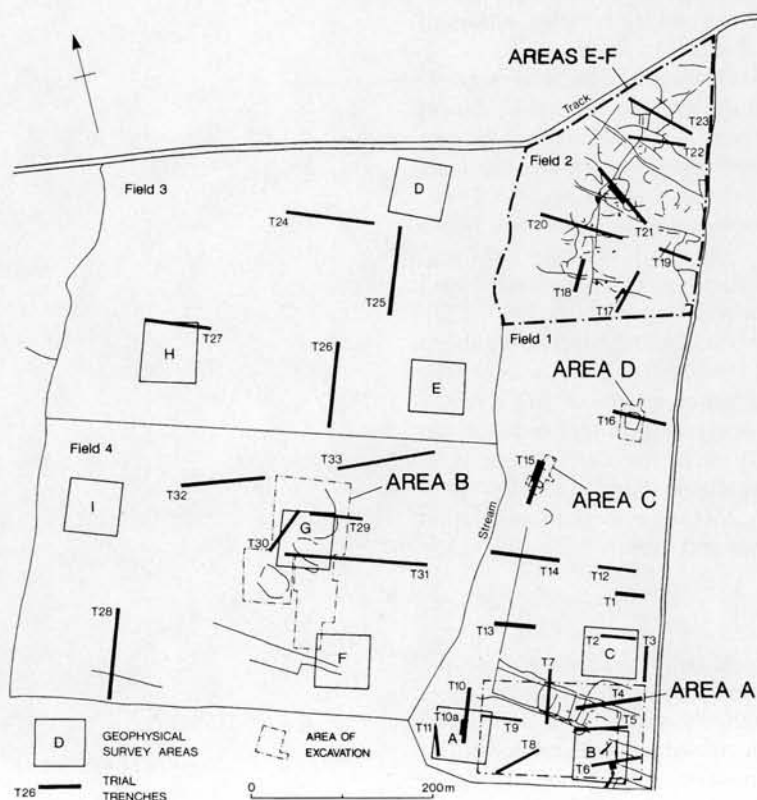 AREAS E-F
Track
T23
T22
Field 2
Field 3
D
T24
T20
T21
T25
T19
T18
T17
T26
T27
H
E
Field 1
AREA D
T16
Field 4
T33
T15
AREA B
AREA C
T32
I
G
T29
T30
Stream
T31
T14
T12
T1
T28
T13
T2
T3
C
F
T7
T10
T4
AREA A
T10a
T9
T5
T11
A
T8
B
T6
D
GEOPHYSICAL
SURVEY AREAS
AREA OF
EXCAVATION
T26
TRIAL
TRENCHES
0
200m